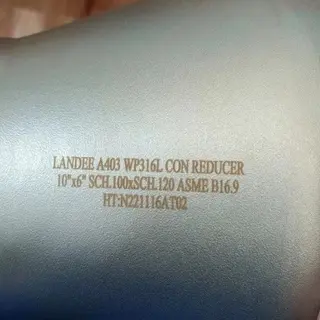 LANDEE A403 WP316L CON REDUCER
10"x6" SCH.100xSCH.120 ASME B16.9
HT:N221116AT02